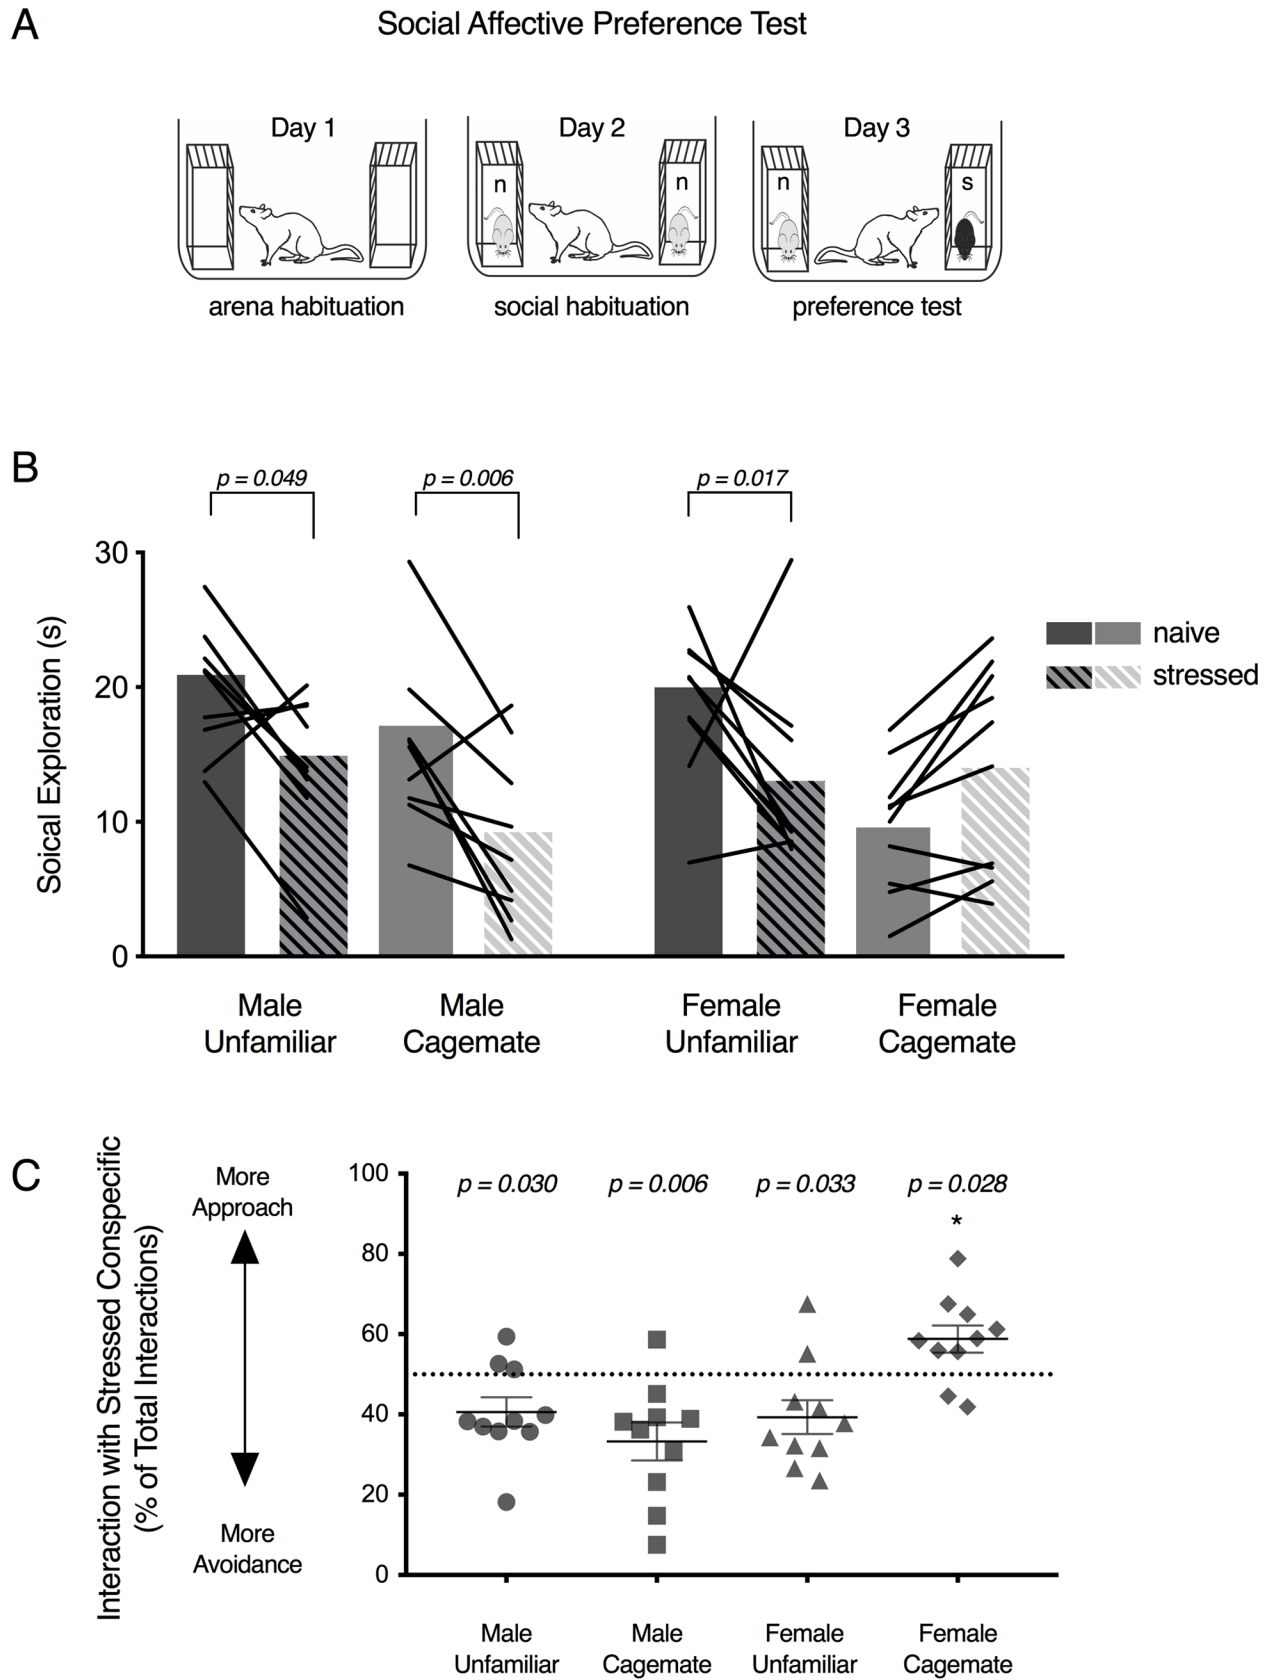 A
Social Affective Preference Test
Day 1
Day 2
Day 3
n
n
n
s
arena habituation
social habituation
preference test
B
p = 0.049
p = 0.006
p = 0.017
30
20
10
0
Soical Exploration (s)
naive
stressed
Male
Unfamiliar
Male
Cagemate
Female
Unfamiliar
Female
Cagemate
C
Interaction with Stressed Conspecific
(% of Total Interactions)
More
Approach
More
Avoidance
100
80
60
40
20
0
p = 0.030
p = 0.006
p = 0.033
p = 0.028
*
Male
Unfamiliar
Male
Cagemate
Female
Unfamiliar
Female
Cagemate